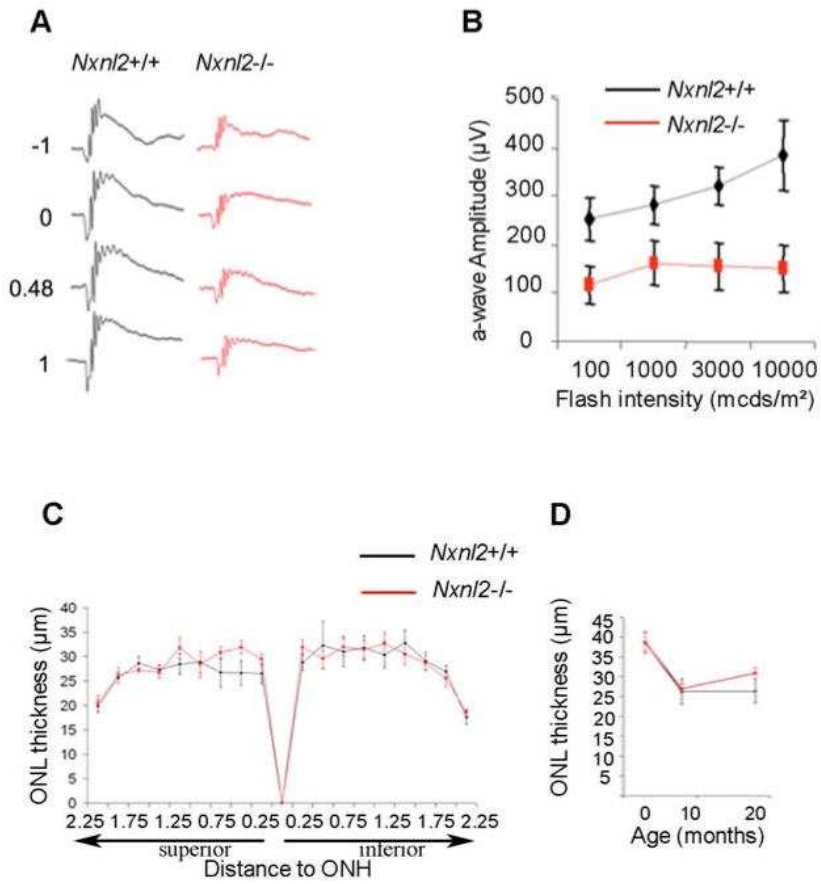 A
Nxnl2+/+ Nxnl2-/-
-1
0
0.48
1
B
Nxnl2+/+
Nxnl2-/-
a-wave Amplitude (µV)
500
400
300
200
100
0
100 1000 3000 10000
Flash intensity (mcds/m²)
C
Nxnl2+/+
Nxnl2-/-
ONL thickness (µm)
40
35
30
25
20
15
10
5
0
2.25 1.75 1.25 0.75 0.25 0.25 0.75 1.25 1.75 2.25
superior inferior
Distance to ONH
D
ONL thickness (µm)
45
40
35
30
25
20
15
10
5
0 10 20
Age (months)